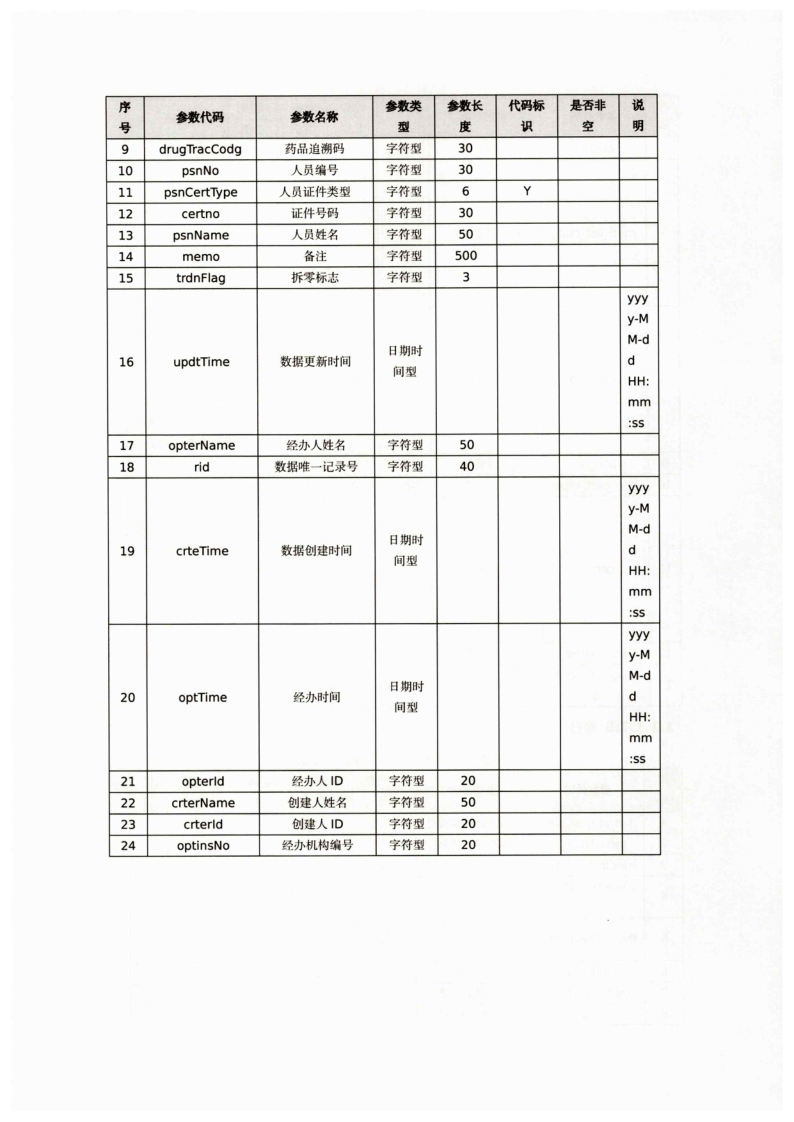 序号 参数代码 参数名称 参数类型 参数长度 代码标识 是否非空 说明
9 drugTracCodg 药品追溯码 字符型 30
10 psnNo 人员编号 字符型 30
11 psnCertType 人员证件类型 字符型 6 Y
12 certno 证件号码 字符型 30
13 psnName 人员姓名 字符型 50
14 memo 备注 字符型 500
15 trdnFlag 拆零标志 字符型 3
16 updtTime 数据更新时间 日期时间型 yyyy-MM-dd HH:mm:ss
17 opterName 经办人姓名 字符型 50
18 rid 数据唯一记录号 字符型 40
19 crteTime 数据创建时间 日期时间型 yyyy-MM-dd HH:mm:ss
20 optTime 经办时间 日期时间型 yyyy-MM-dd HH:mm:ss
21 opterId 经办人 ID 字符型 20
22 crterName 创建人姓名 字符型 50
23 crterId 创建人 ID 字符型 20
24 optinsNo 经办机构编号 字符型 20